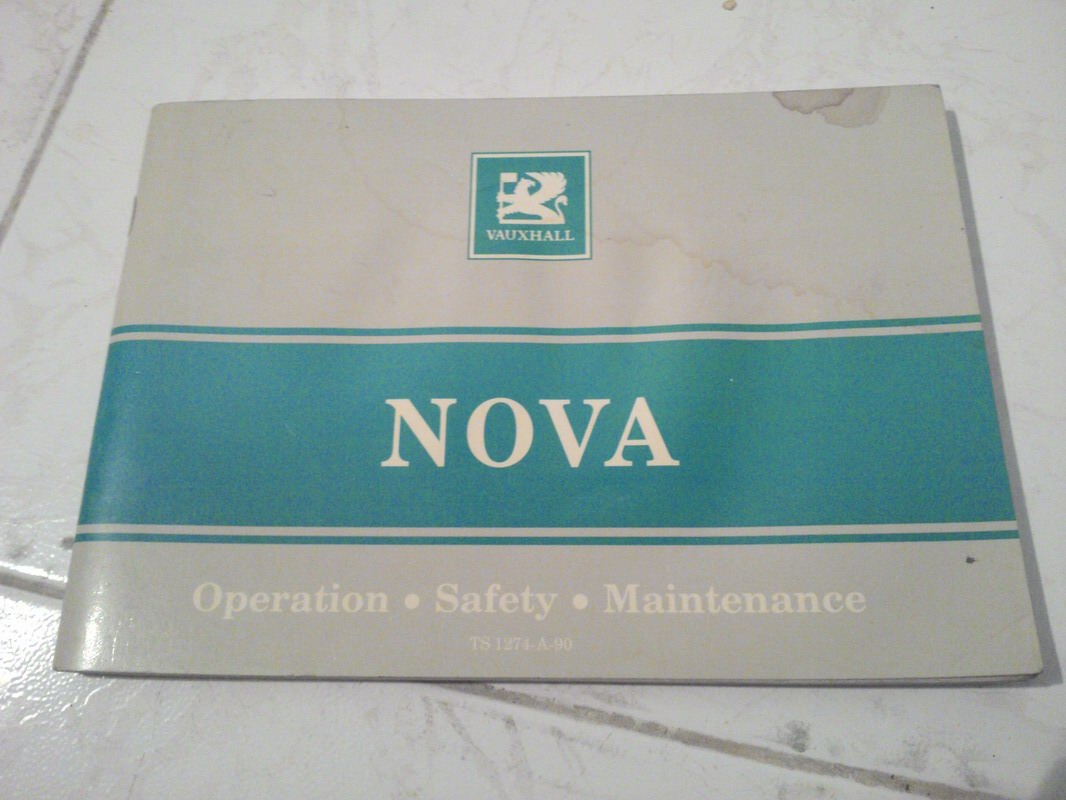 VAUXHALL
NOVA
Operation • Safety • Maintenance
TS 1274-A-90